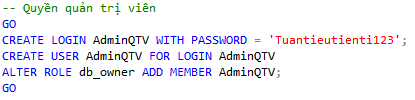 -- Quyền quản trị viên
GO
CREATE LOGIN AdminQTV WITH PASSWORD = 'Tuantieutienti123';
CREATE USER AdminQTV FOR LOGIN AdminQTV
ALTER ROLE db_owner ADD MEMBER AdminQTV;
GO